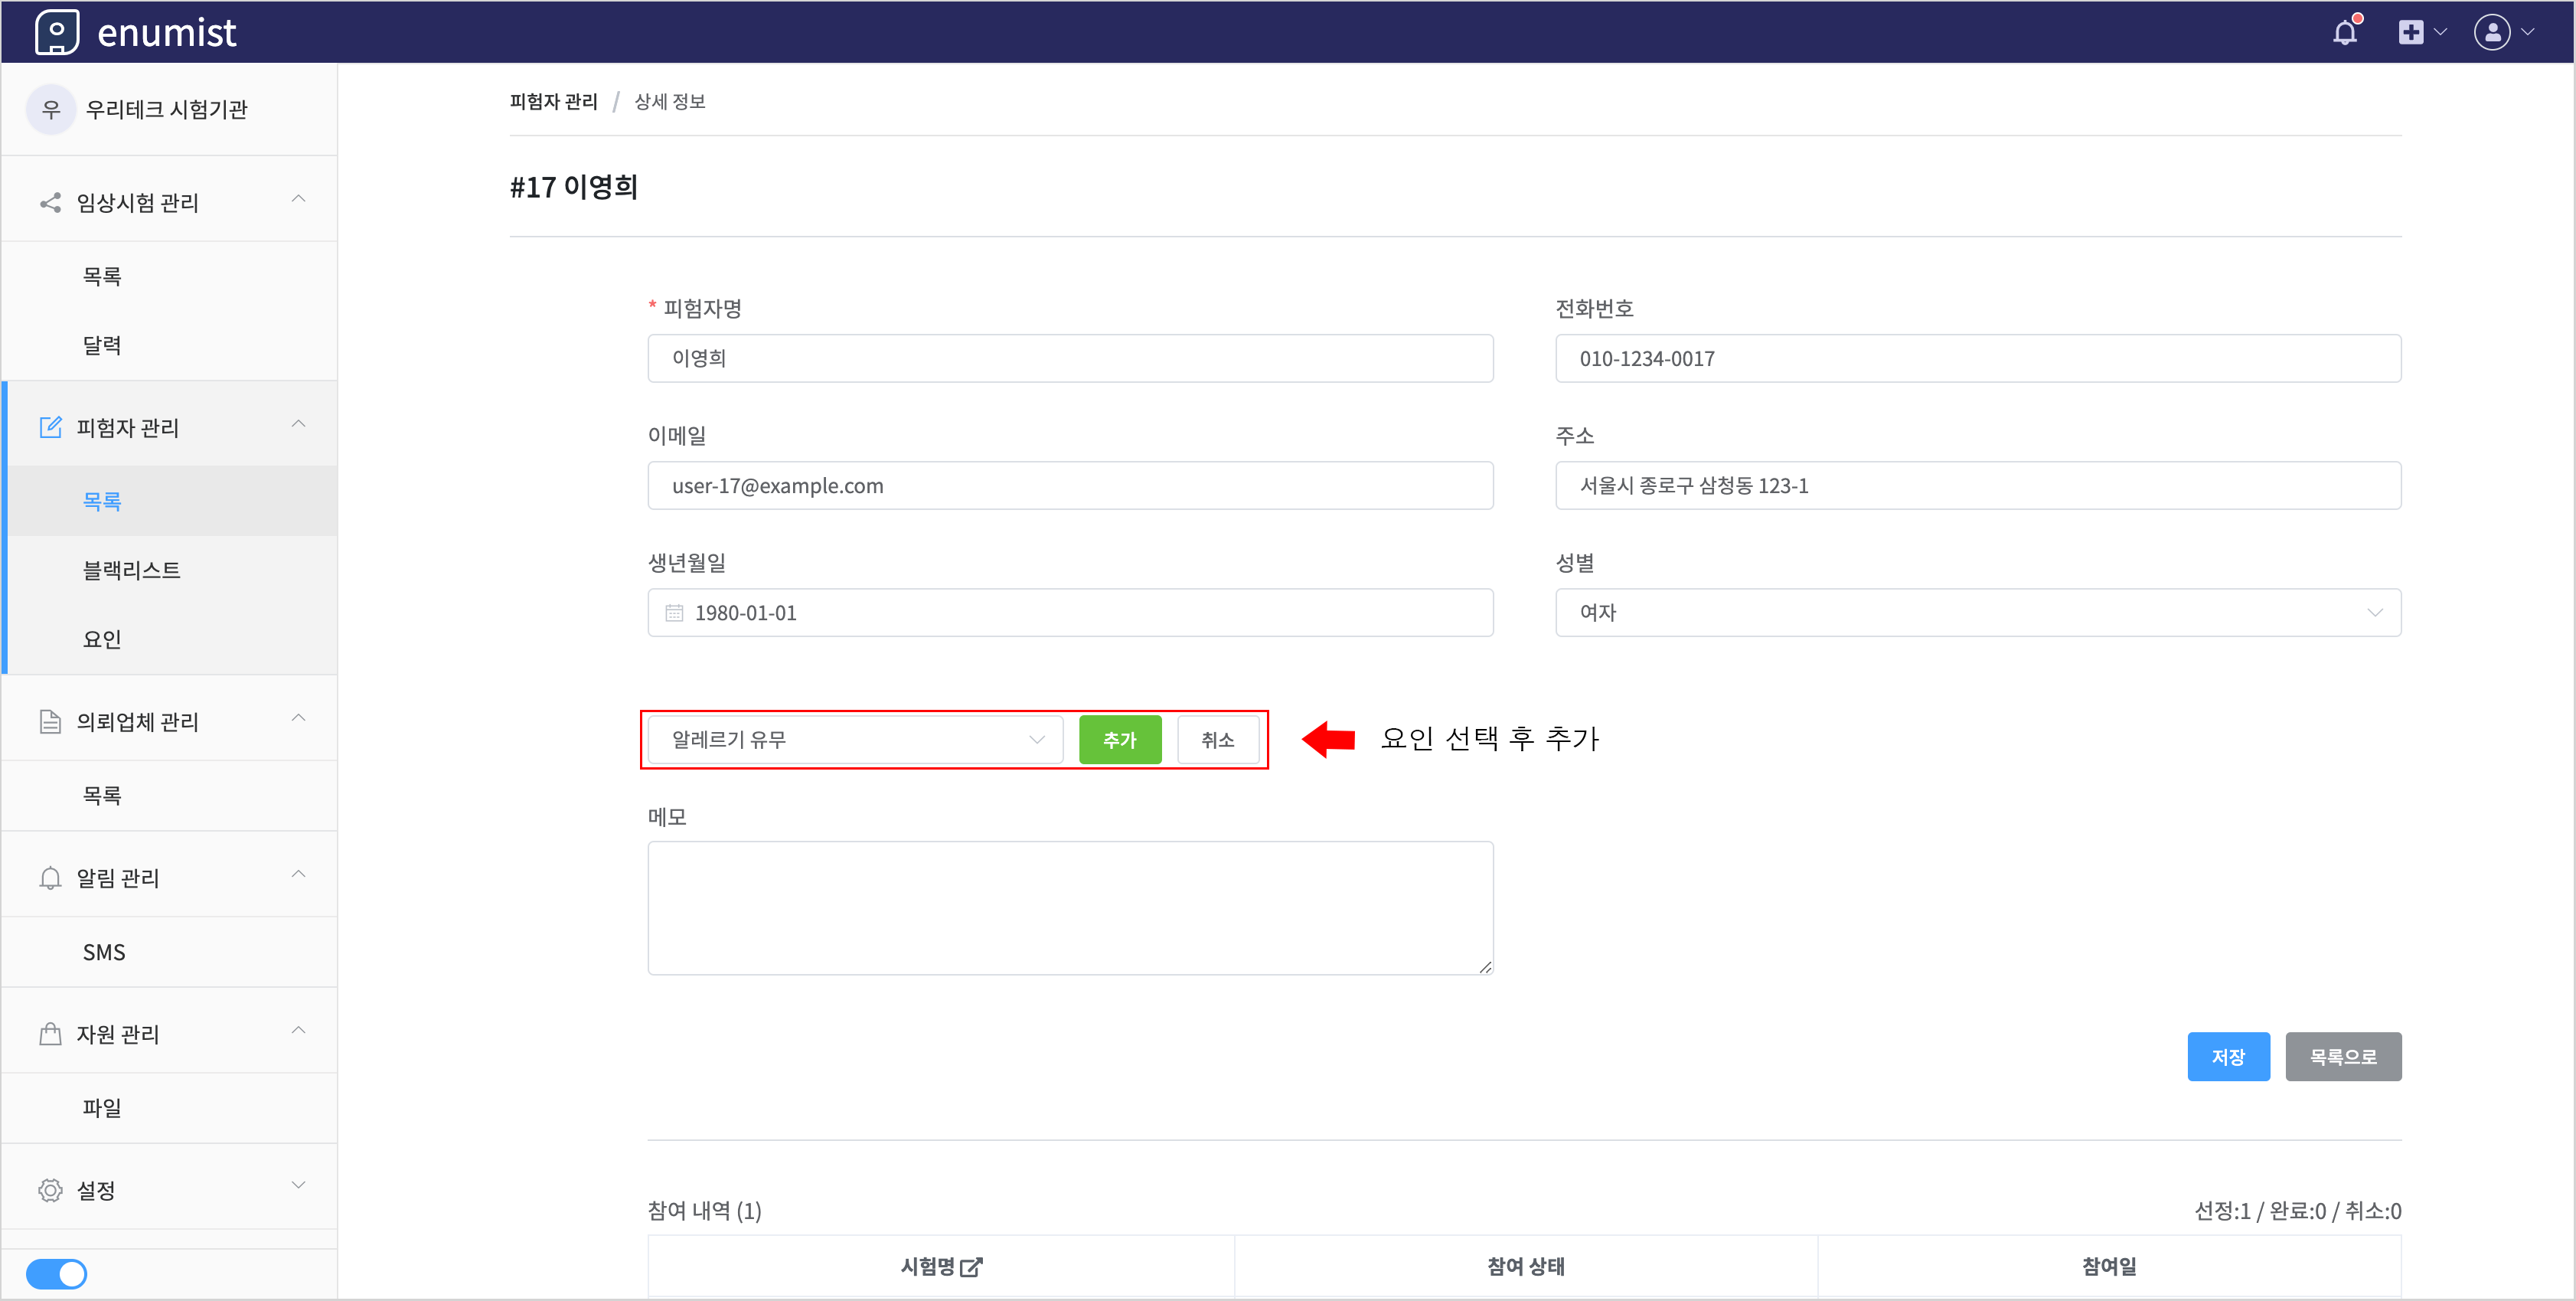 enumist
우 우리테크 시험기관
임상시험 관리
목록
달력
피험자 관리
목록
블랙리스트
요인
의뢰업체 관리
목록
알림 관리
SMS
자원 관리
파일
설정
피험자 관리 / 상세 정보
#17 이영희
* 피험자명
이영희
전화번호
010-1234-0017
이메일
user-17@example.com
주소
서울시 종로구 삼청동 123-1
생년월일
1980-01-01
성별
여자
알레르기 유무 추가 취소 요인 선택 후 추가
메모
저장 목록으로
참여 내역 (1) 선정:1 / 완료:0 / 취소:0
시험명 참여 상태 참여일